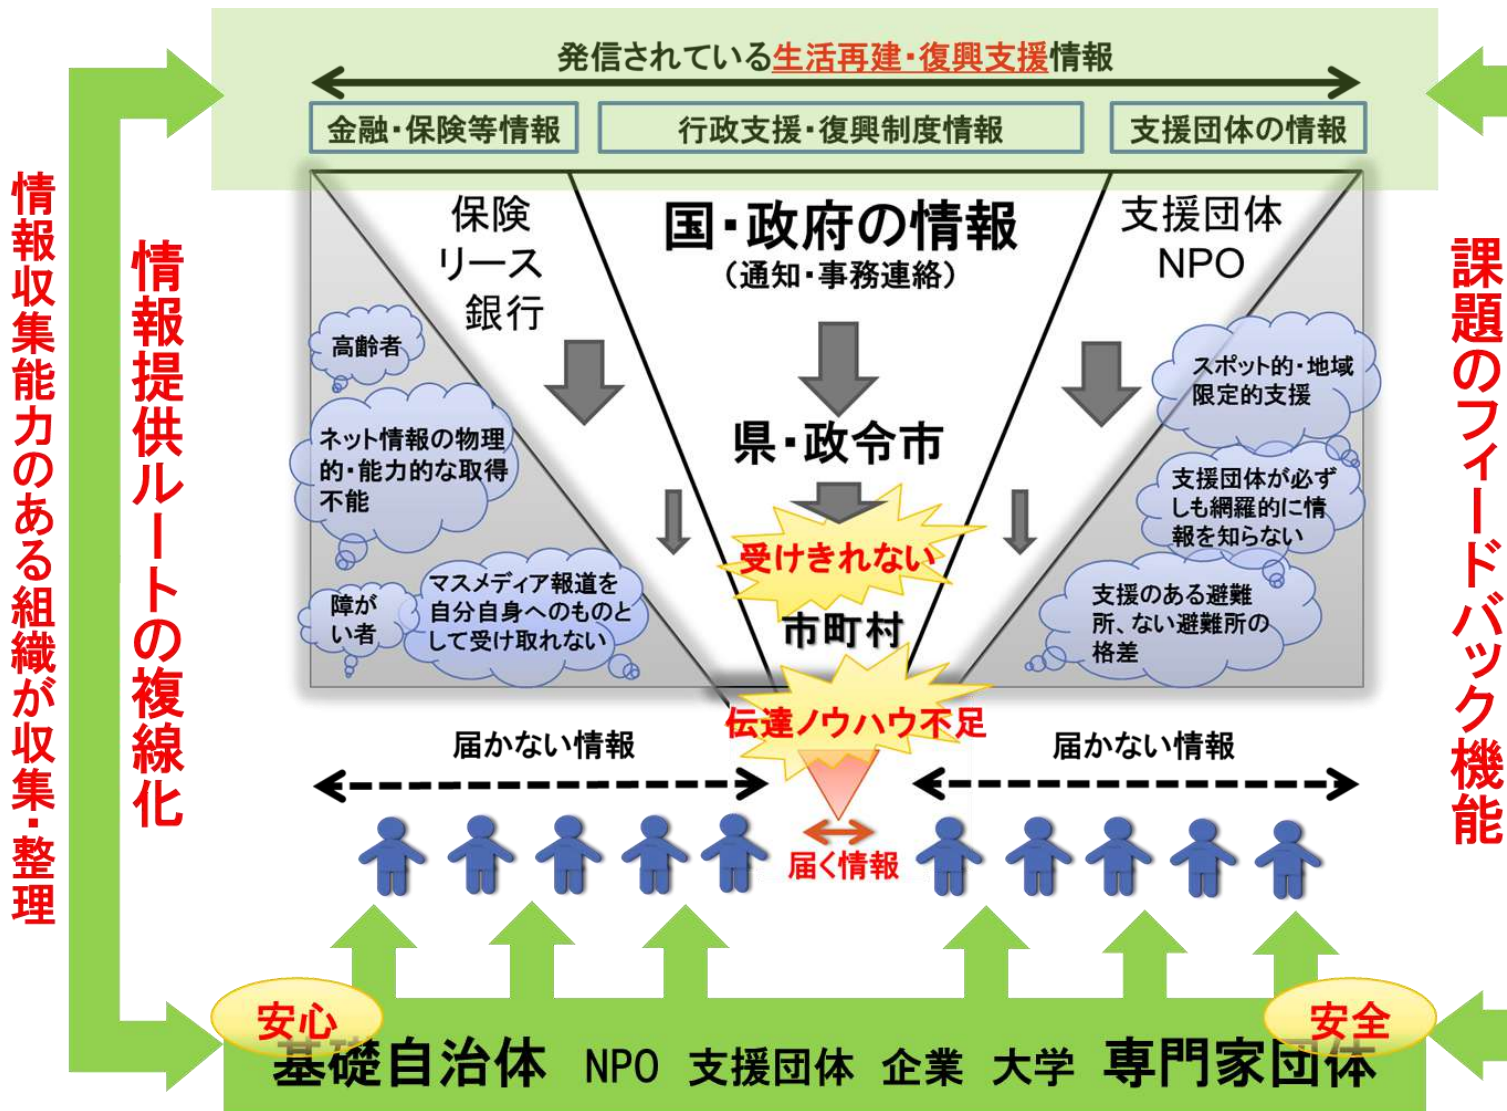 発信されている生活再建・復興支援情報
金融・保険等情報
行政支援・復興制度情報
支援団体の情報
保険
リース
銀行
国・政府の情報
（通知・事務連絡）
支援団体
NPO
高齢者
ネット情報の物理
的・能力的な取得
不能
障が
い者
マスメディア報道を
自分自身へのものと
して受け取れない
県・政令市
受けきれない
市町村
伝達ノウハウ不足
スポット的・地域
限定的支援
支援団体が必ず
しも網羅的に情
報を知らない
支援のある避難
所、ない避難所の
格差
届かない情報
届く情報
届かない情報
情報収集能力のある組織が収集・整理
情報提供ルートの複線化
課題のフィードバック機能
安心
安全
基礎自治体 NPO 支援団体 企業 大学 専門家団体